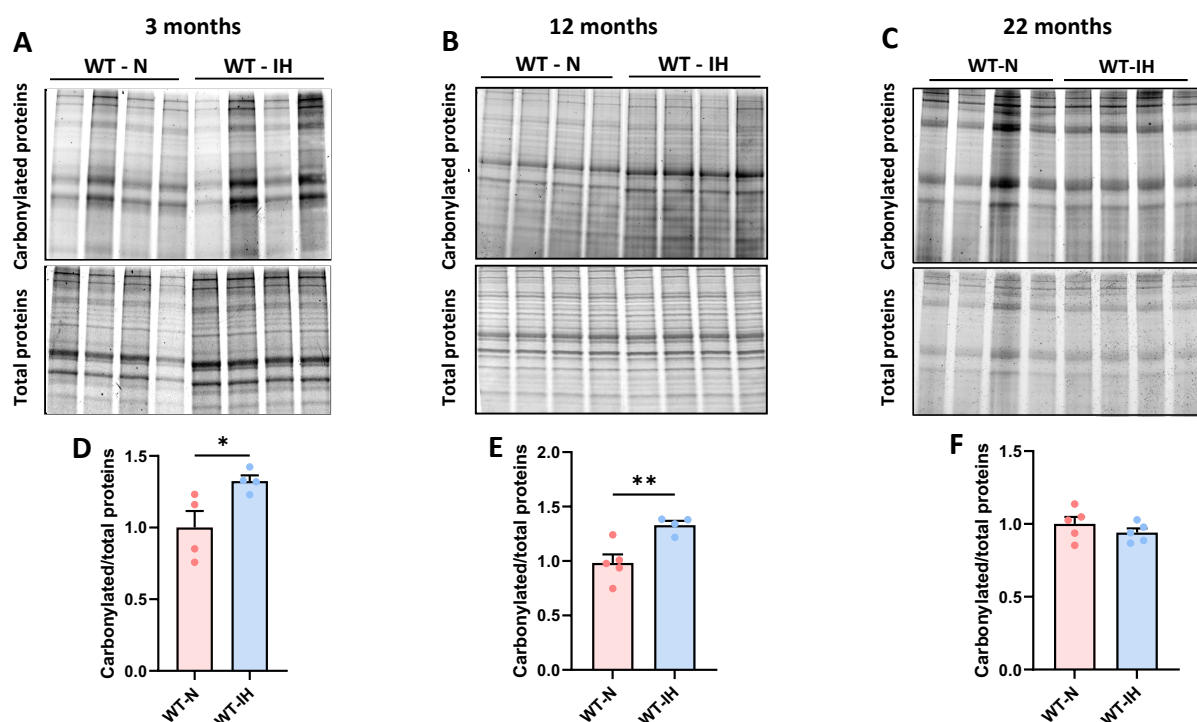 3 months
12 months
22 months
A
B
C
WT - N
WT - IH
WT - N
WT - IH
WT-N
WT-IH
Carbonylated proteins
Total proteins
Carbonylated proteins
Total proteins
Carbonylated proteins
Total proteins
D
Carbonylated/total proteins
1.5
1.0
0.5
0.0
*
WT-N
WT-IH
E
Carbonylated/total proteins
2.0
1.5
1.0
0.5
0.0
**
WT-N
WT-IH
F
Carbonylated/total proteins
1.5
1.0
0.5
0.0
WT-N
WT-IH